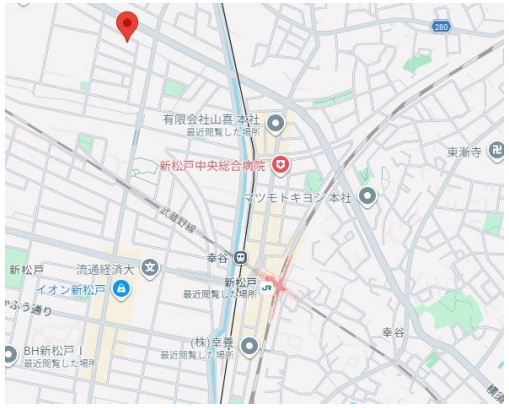 280
有限会社山喜 本社
最近閲覧した場所
東漸寺
新松戸中央総合病院
マツモトキヨシ 本社
武蔵野線
幸谷
新松戸
流通経済大
新松戸
最近閲覧した場所
JR
イオン新松戸
かふう通り
幸谷
(株)幸養
最近閲覧した場所
BH新松戸 I
最近閲覧した場所